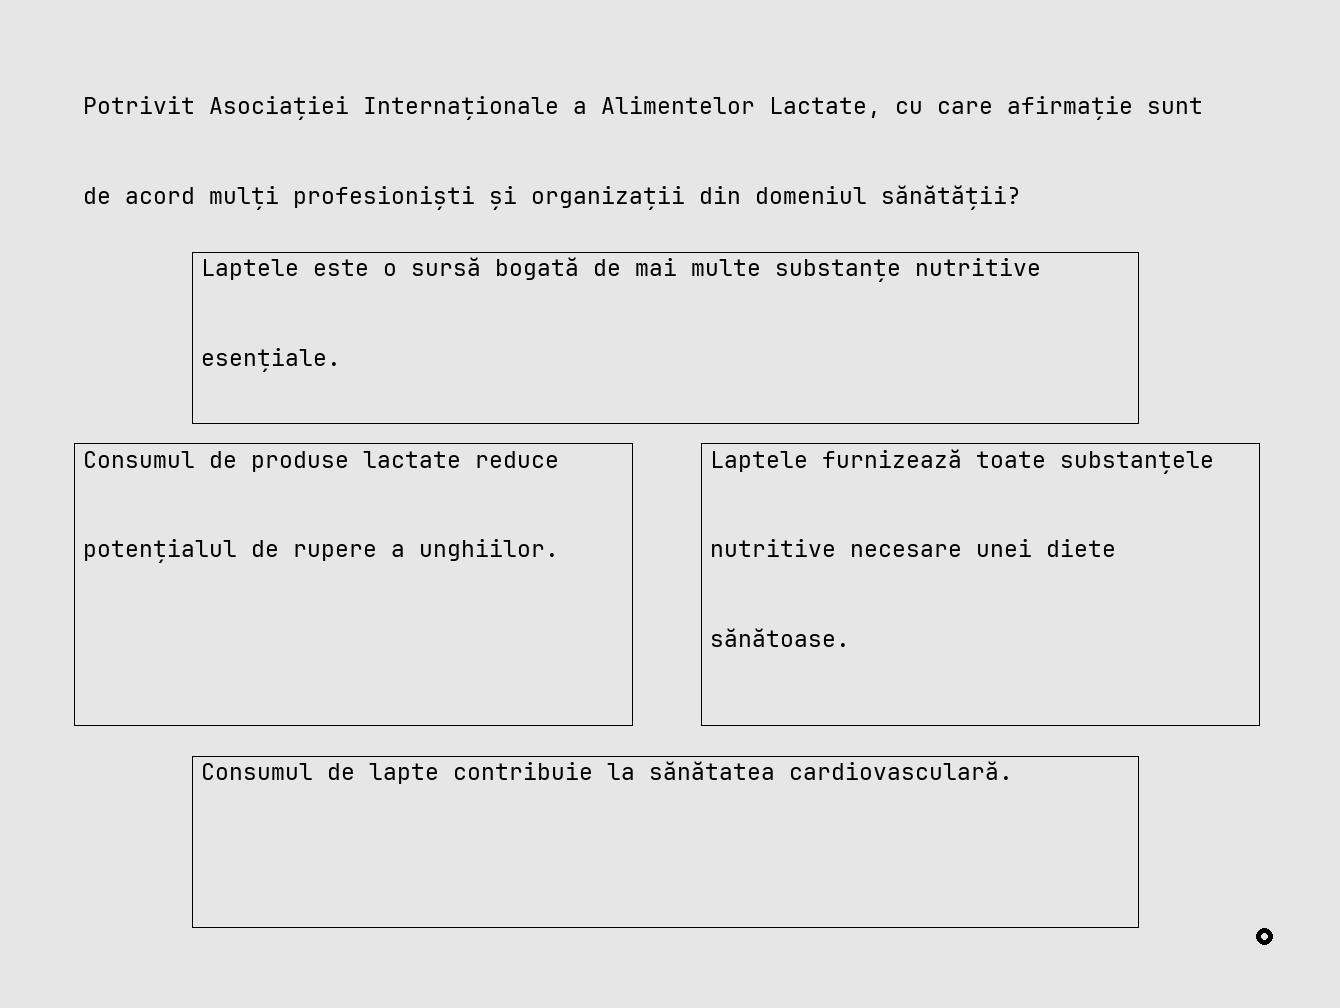 Potrivit Asociației Internaționale a Alimentelor Lactate, cu care afirmație sunt
de acord mulți profesioniști și organizații din domeniul sănătății?
Laptele este o sursă bogată de mai multe substanțe nutritive
esențiale.
Consumul de produse lactate reduce
potențialul de rupere a unghiilor.
Laptele furnizează toate substanțele
nutritive necesare unei diete
sănătoase.
Consumul de lapte contribuie la sănătatea cardiovasculară.